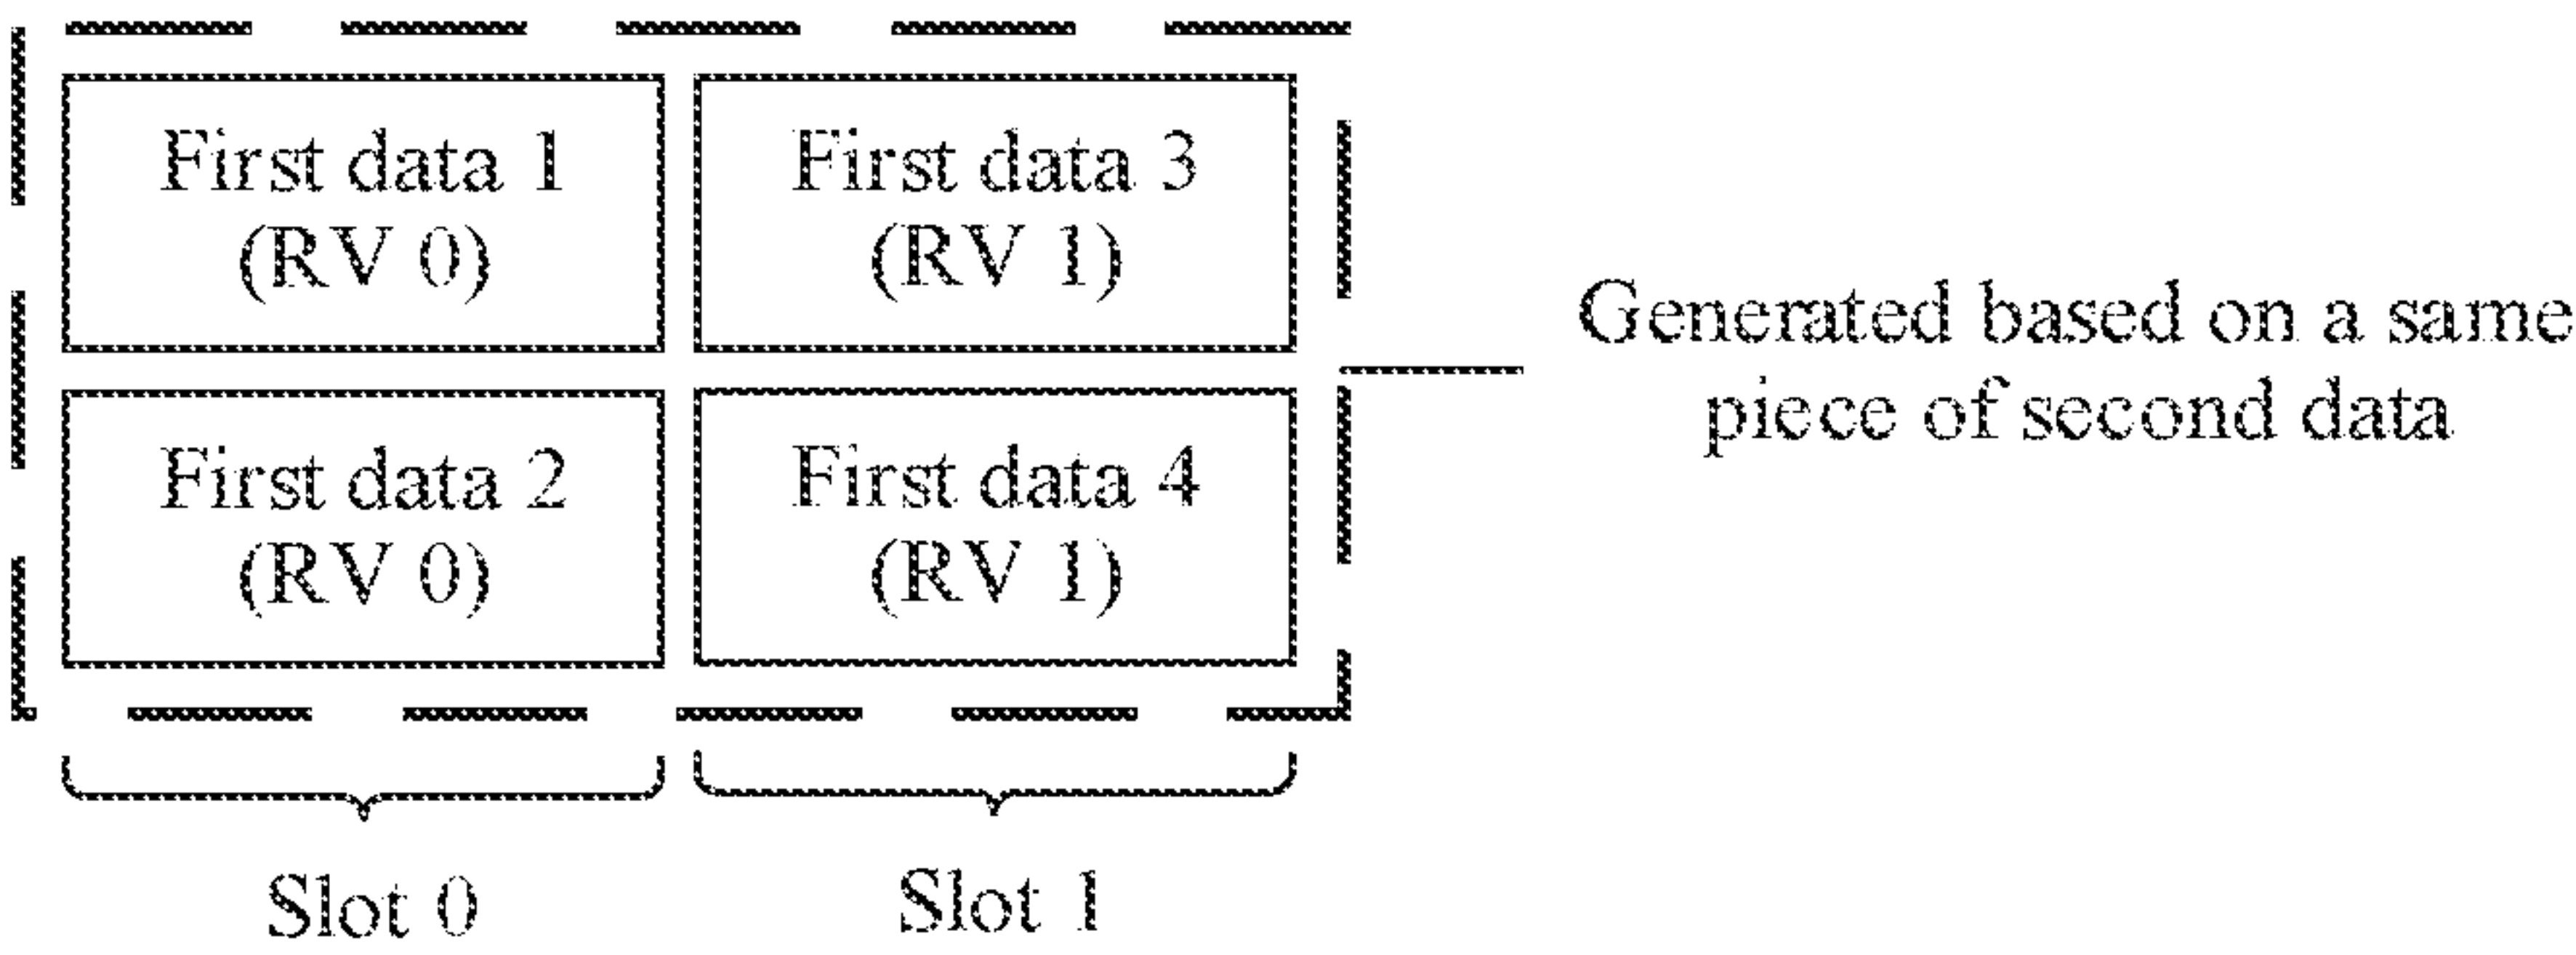 First data 1
(RV 0)
First data 3
(RV 1)
First data 2
(RV 0)
First data 4
(RV 1)
Generated based on a same
piece of second data
Slot 0
Slot 1